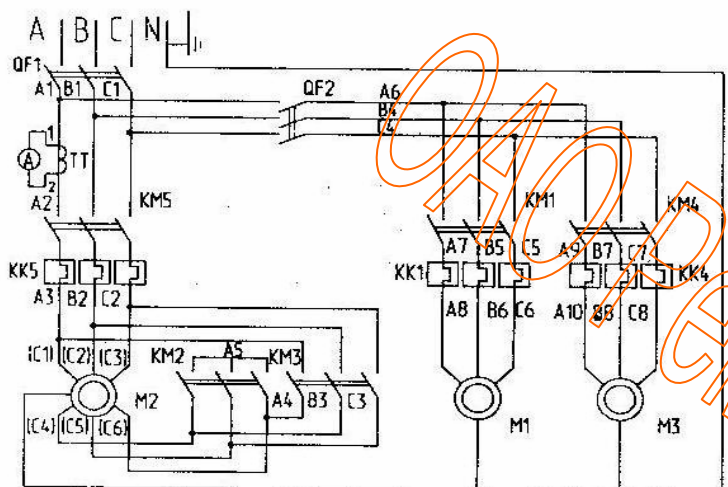 A B C N
QF1
A1 B1 C1
QF2
A6
B4
1
A
TT
2
A2
KM5
KM1
KM4
A7 B5 C5
A9 B7 C7
KK5
KK1
KK4
A3 B2 C2
A8 B6 C6
A10 B8 C8
(C1) (C2) (C3)
KM2
A5
KM3
A4 B3 C3
M2
(C4) (C5) (C6)
M1
M3
ОАО